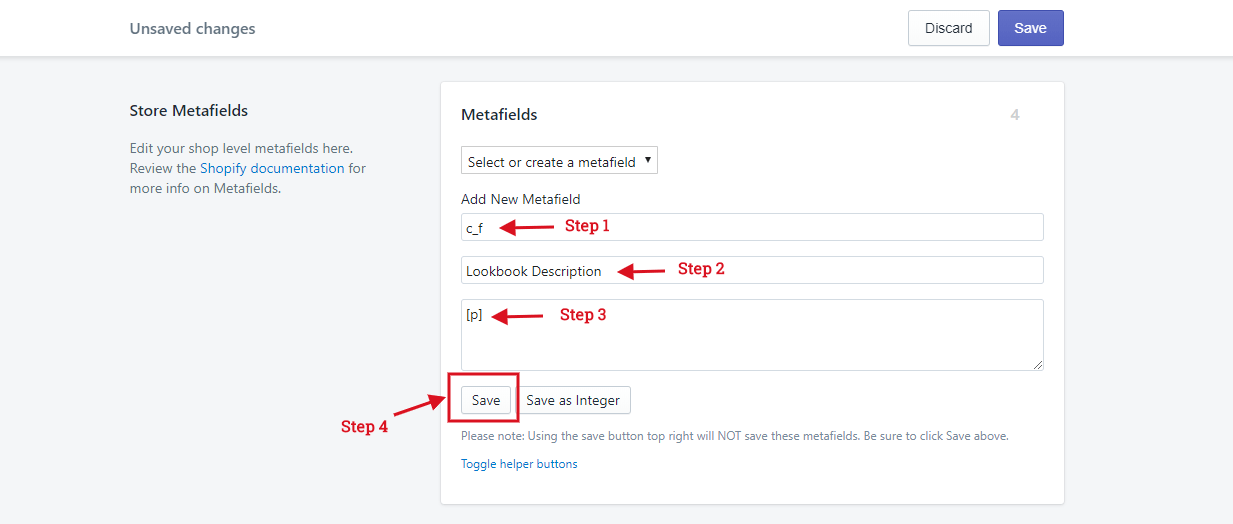 Unsaved changes
Discard
Save
Store Metafields
Edit your shop level metafields here.
Review the Shopify documentation for
more info on Metafields.
Metafields
4
Select or create a metafield
Add New Metafield
c_f
Step 1
Lookbook Description
Step 2
[p]
Step 3
Save
Save as Integer
Step 4
Please note: Using the save button top right will NOT save these metafields. Be sure to click Save above.
Toggle helper buttons